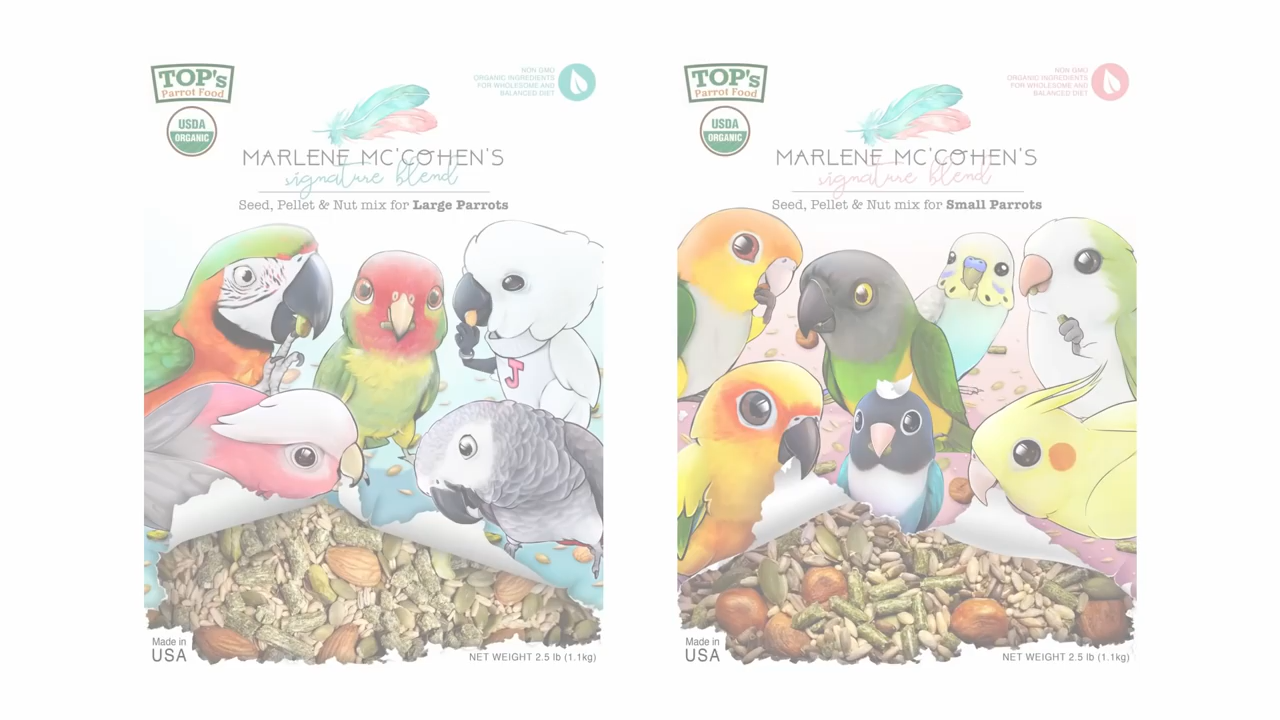 TOP's
Parrot Food
USDA
ORGANIC
NON GMO
ORGANIC INGREDIENTS
FOR WHOLESOME AND
BALANCED DIET
MARLENE MC'COHEN'S
signature blend
Seed, Pellet & Nut mix for Large Parrots
J
Made in
USA
NET WEIGHT 2.5 lb (1.1kg)
TOP's
Parrot Food
USDA
ORGANIC
NON GMO
ORGANIC INGREDIENTS
FOR WHOLESOME AND
BALANCED DIET
MARLENE MC'COHEN'S
signature blend
Seed, Pellet & Nut mix for Small Parrots
Made in
USA
NET WEIGHT 2.5 lb (1.1kg)